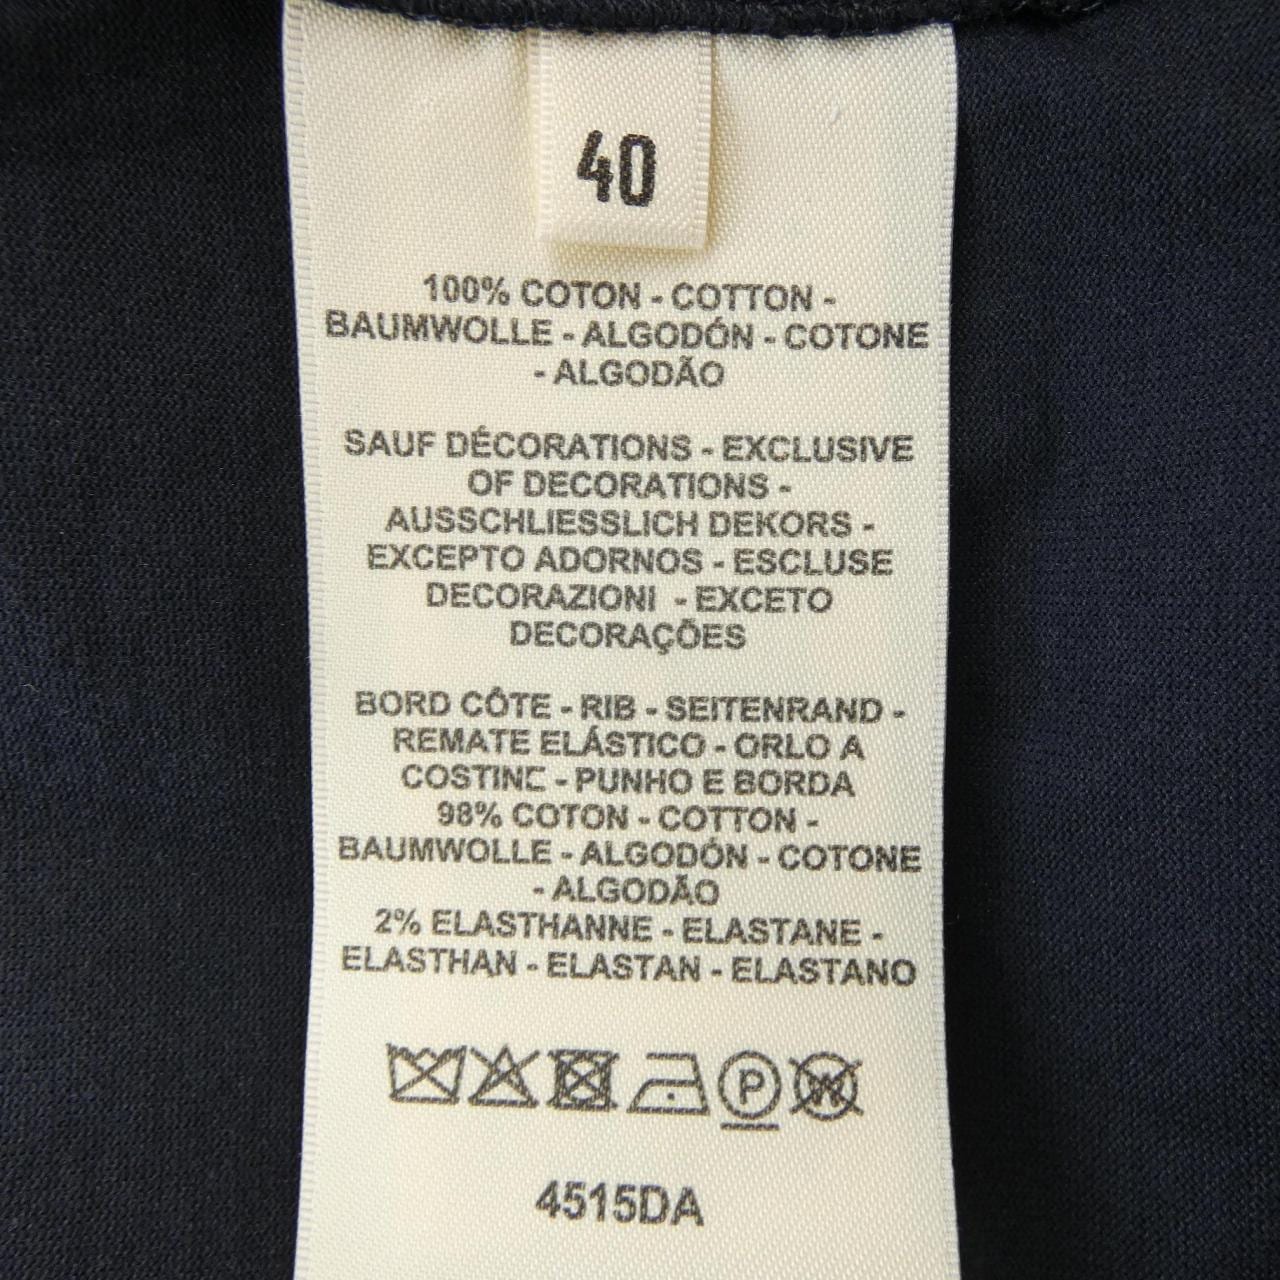 40
100% COTON - COTTON -
BAUMWOLLE - ALGODÓN - COTONE
- ALGODÃO
SAUF DÉCORATIONS - EXCLUSIVE
OF DECORATIONS -
AUSSCHLIESSLICH DEKORS -
EXCEPTO ADORNOS - ESCLUSE
DECORAZIONI - EXCETO
DECORAÇÕES
BORD CÔTE - RIB - SEITENRAND -
REMATE ELÁSTICO - ORLO A
COSTINE - PUNHO E BORDA
98% COTON - COTTON -
BAUMWOLLE - ALGODÓN - COTONE
- ALGODÃO
2% ELASTHANNE - ELASTANE -
ELASTHAN - ELASTAN - ELASTANO
P W
4515DA